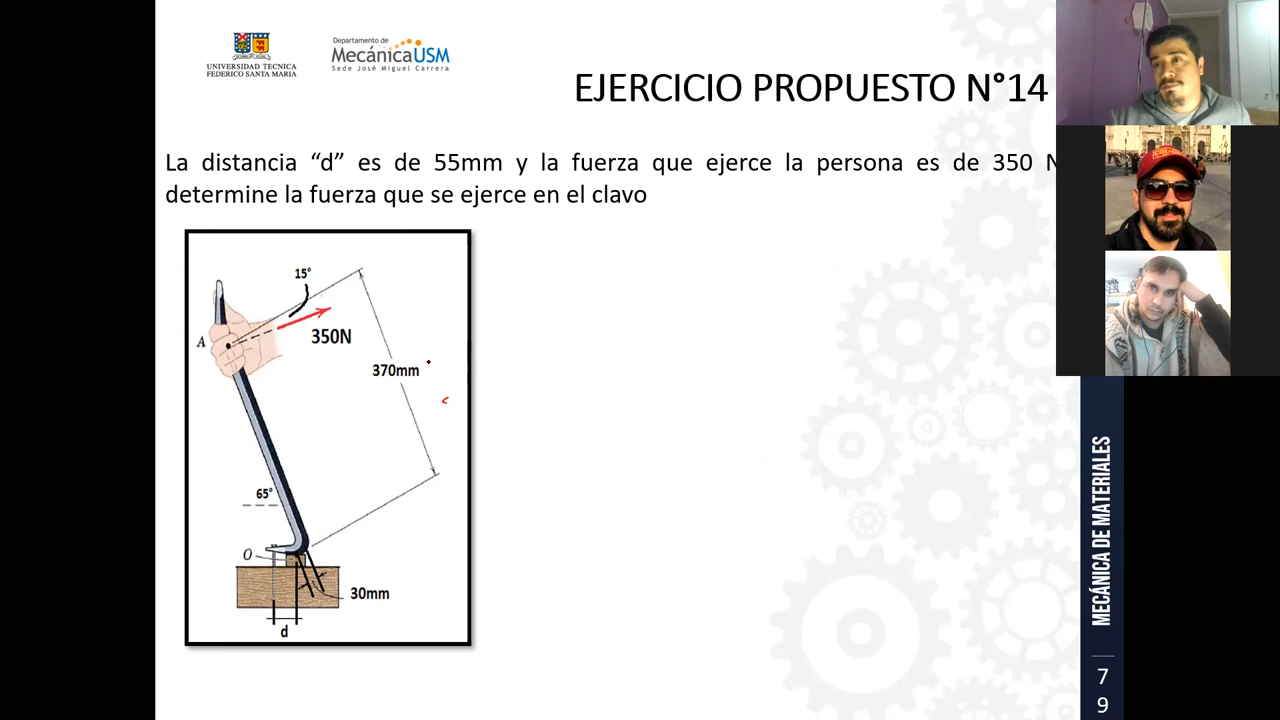 UNIVERSIDAD TECNICA
FEDERICO SANTA MARIA
Departamento de
MecánicaUSM
Sede José Miguel Carrera
EJERCICIO PROPUESTO N°14
La distancia “d” es de 55mm y la fuerza que ejerce la persona es de 350 N
determine la fuerza que se ejerce en el clavo
15°
A
350N
370mm
65°
O
30mm
d
MECÁNICA DE MATERIALES
7
9